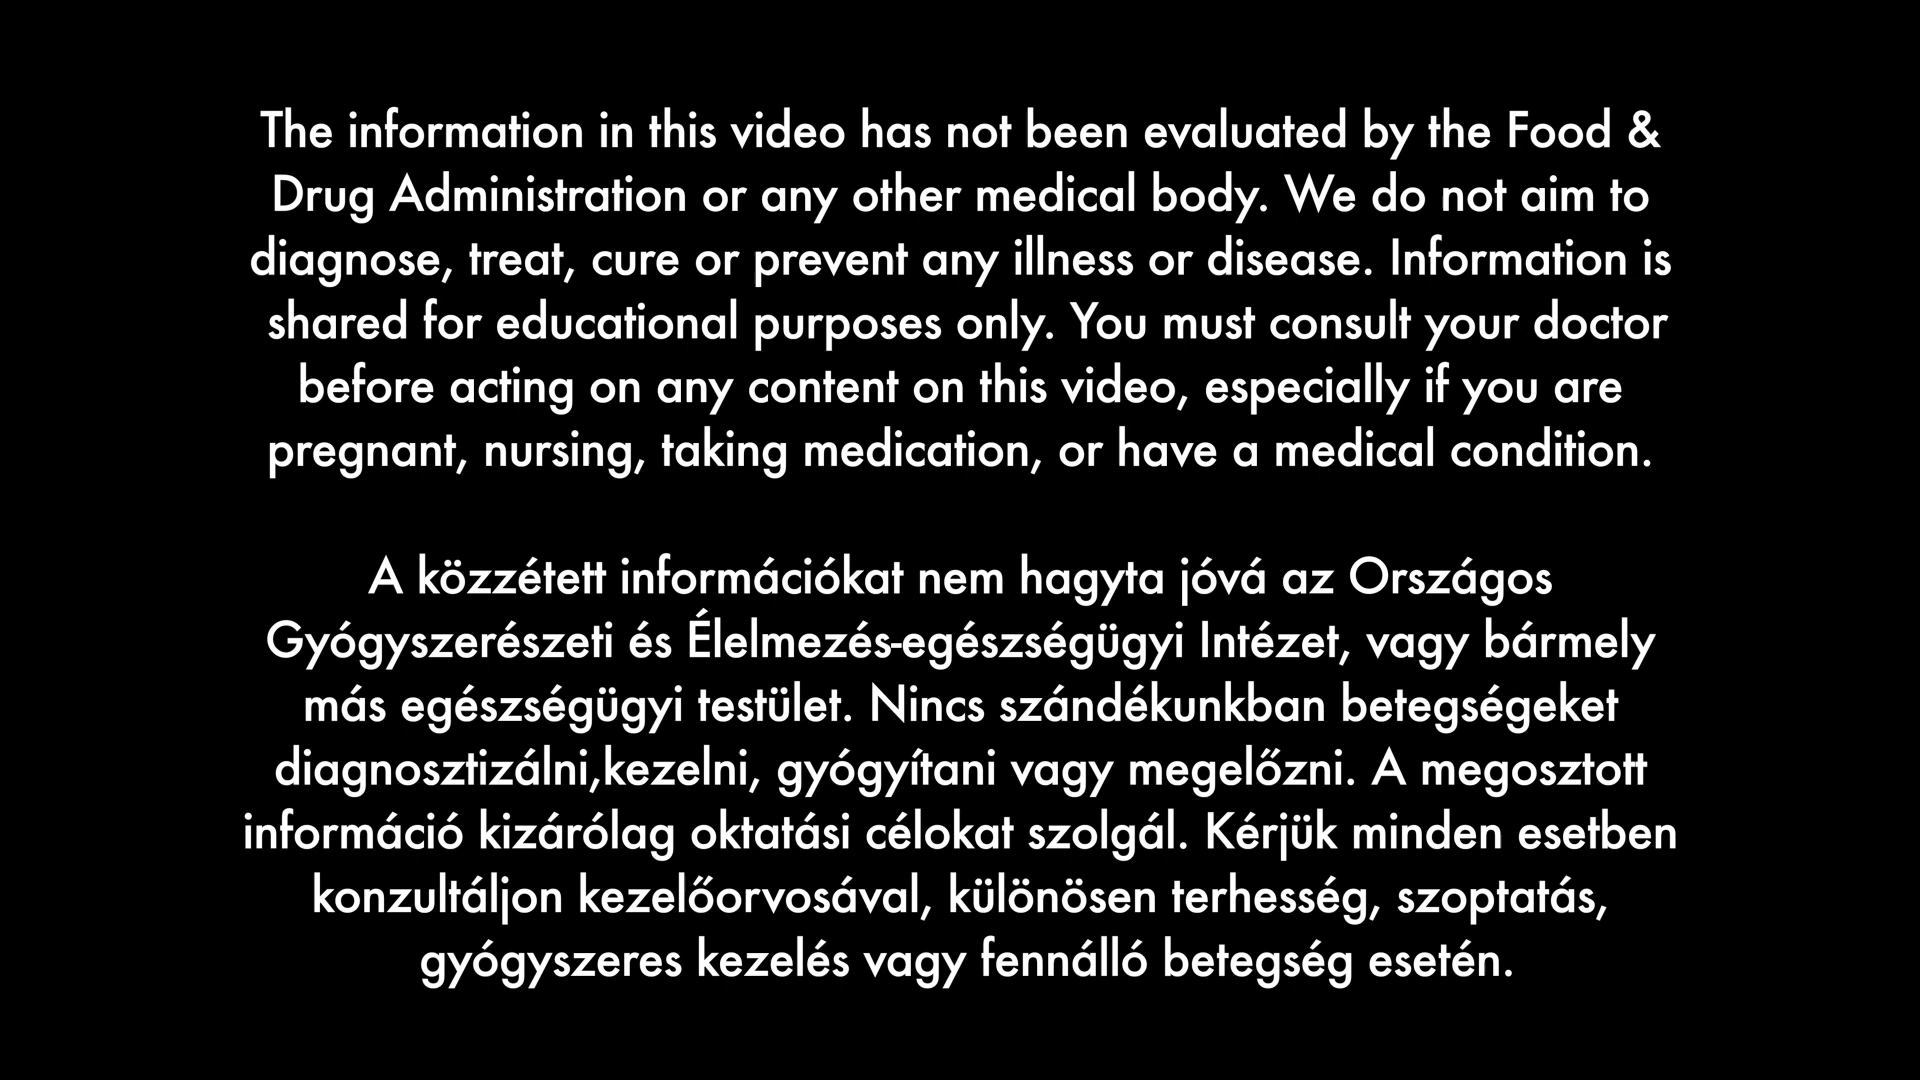 The information in this video has not been evaluated by the Food &
Drug Administration or any other medical body. We do not aim to
diagnose, treat, cure or prevent any illness or disease. Information is
shared for educational purposes only. You must consult your doctor
before acting on any content on this video, especially if you are
pregnant, nursing, taking medication, or have a medical condition.
A közzétett információkat nem hagyta jóvá az Országos
Gyógyszerészeti és Élelmezés-egészségügyi Intézet, vagy bármely
más egészségügyi testület. Nincs szándékunkban betegségeket
diagnosztizálni,kezelni, gyógyítani vagy megelőzni. A megosztott
információ kizárólag oktatási célokat szolgál. Kérjük minden esetben
konzultáljon kezelőorvosával, különösen terhesség, szoptatás,
gyógyszeres kezelés vagy fennálló betegség esetén.